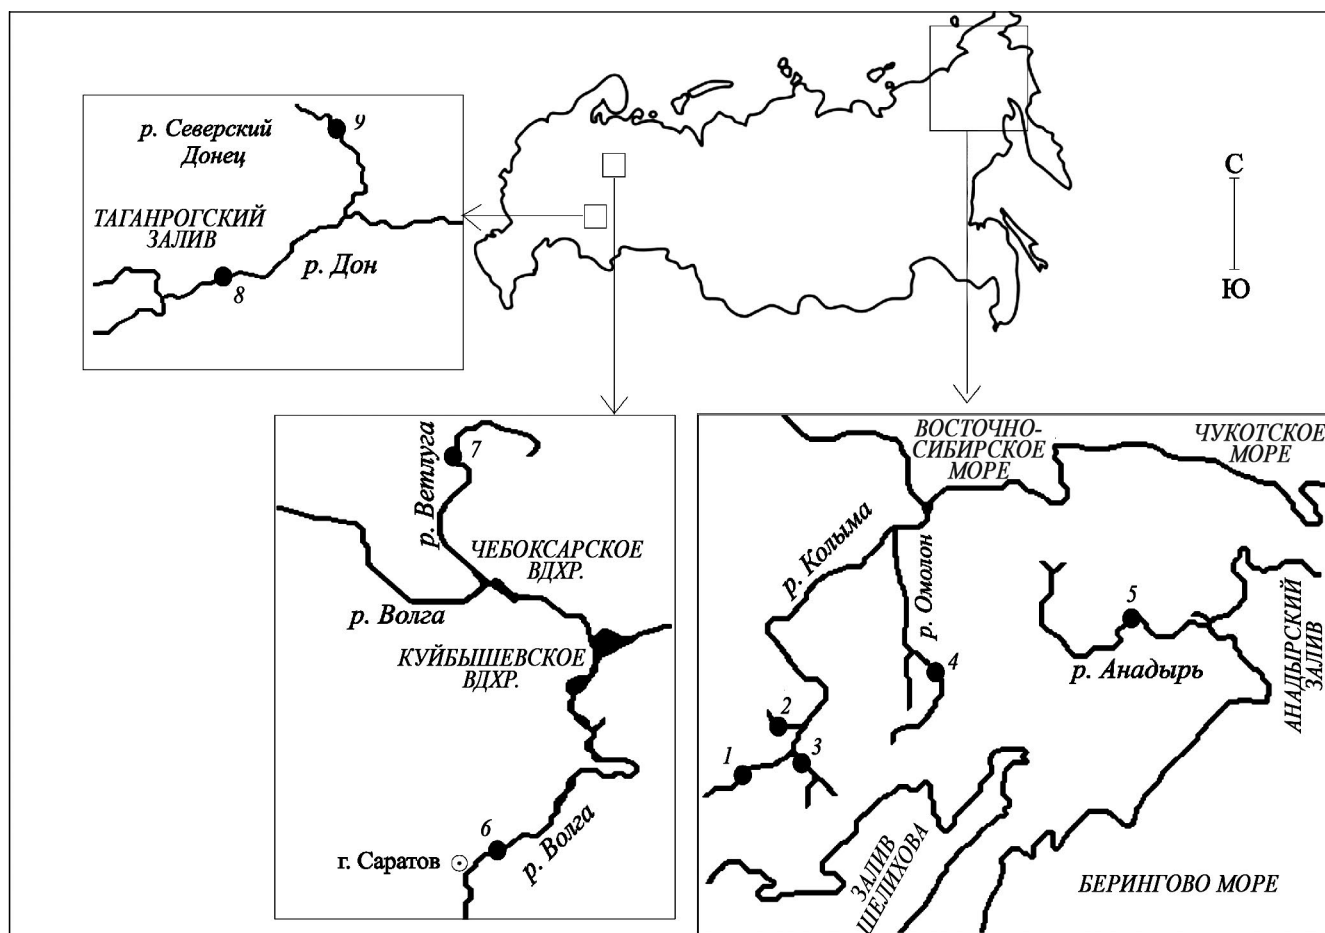 р. Северский
Донец
9
ТАГАНРОГСКИЙ
ЗАЛИВ
р. Дон
8
С
Ю
р. Ветлуга
7
ЧЕБОКСАРСКОЕ
ВДХР.
р. Волга
КУЙБЫШЕВСКОЕ
ВДХР.
6
р. Волга
г. Саратов
ВОСТОЧНО-
СИБИРСКОЕ
МОРЕ
ЧУКОТСКОЕ
МОРЕ
р. Колыма
р. Омолон
5
р. Анадырь
АНАДЫРСКИЙ
ЗАЛИВ
4
2
1
3
ЗАЛИВ
ШЕЛИХОВА
БЕРИНГОВО МОРЕ